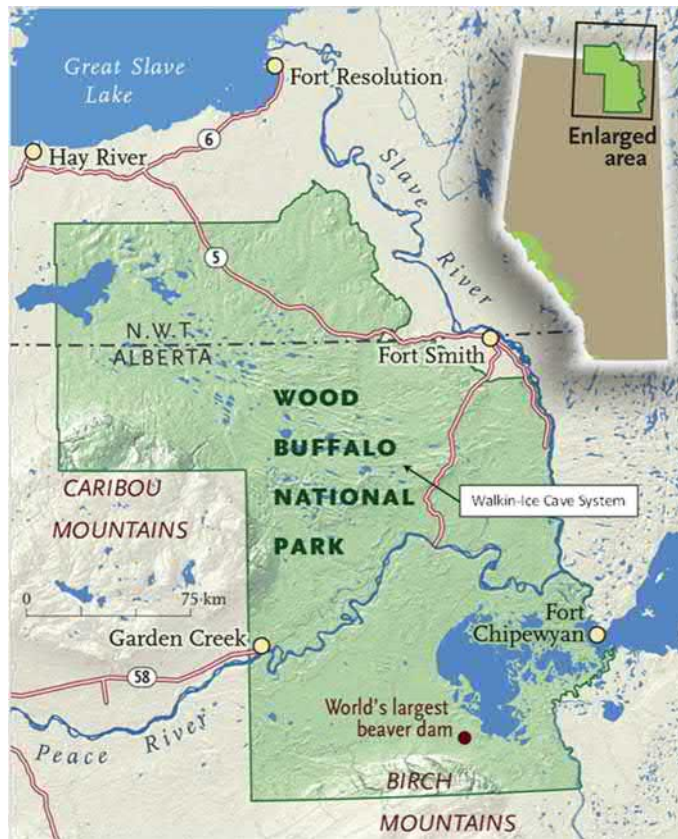 Great Slave
Lake
Fort Resolution
6
Hay River
Slave
River
Enlarged
area
5
N.W.T.
ALBERTA
Fort Smith
WOOD
BUFFALO
NATIONAL
PARK
Walkin-Ice Cave System
CARIBOU
MOUNTAINS
0 75 km
Garden Creek
Fort
Chipewyan
58
World's largest
beaver dam
Peace River
BIRCH
MOUNTAINS